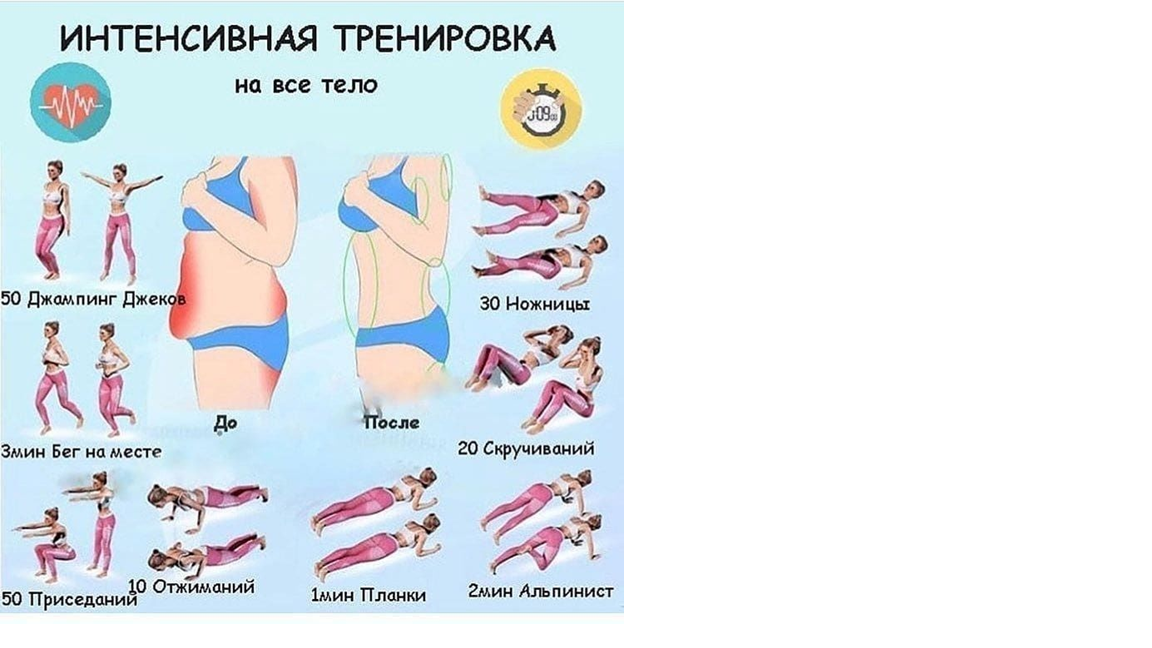 ИНТЕНСИВНАЯ ТРЕНИРОВКА
на все тело
50 Джампинг Джеков
30 Ножницы
До
После
3мин Бег на месте
20 Скручиваний
50 Приседаний
10 Отжиманий
1мин Планки
2мин Альпинист